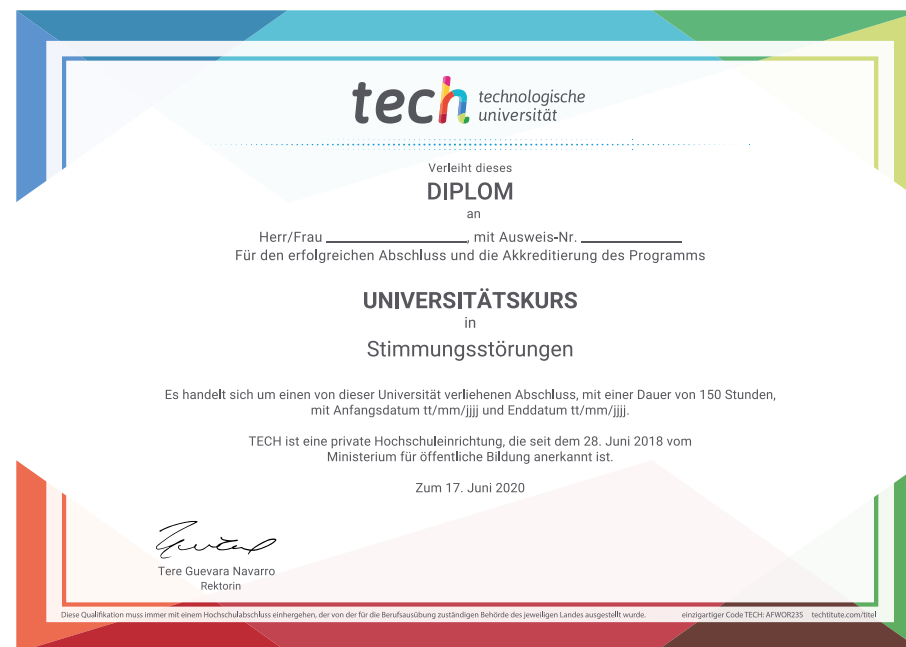 tech technologische
universität
Verleiht dieses
DIPLOM
an
Herr/Frau ____________________, mit Ausweis-Nr. ______________
Für den erfolgreichen Abschluss und die Akkreditierung des Programms
UNIVERSITÄTSKURS
in
Stimmungsstörungen
Es handelt sich um einen von dieser Universität verliehenen Abschluss, mit einer Dauer von 150 Stunden,
mit Anfangsdatum tt/mm/jjjj und Enddatum tt/mm/jjjj.
TECH ist eine private Hochschuleinrichtung, die seit dem 28. Juni 2018 vom
Ministerium für öffentliche Bildung anerkannt ist.
Zum 17. Juni 2020
Tere Guevara Navarro
Rektorin
Diese Qualifikation muss immer mit einem Hochschulabschluss einhergehen, der von der für die Berufsausübung zuständigen Behörde des jeweiligen Landes ausgestellt wurde. einzigartiger Code TECH: AFWOR235 techtitute.com/titel